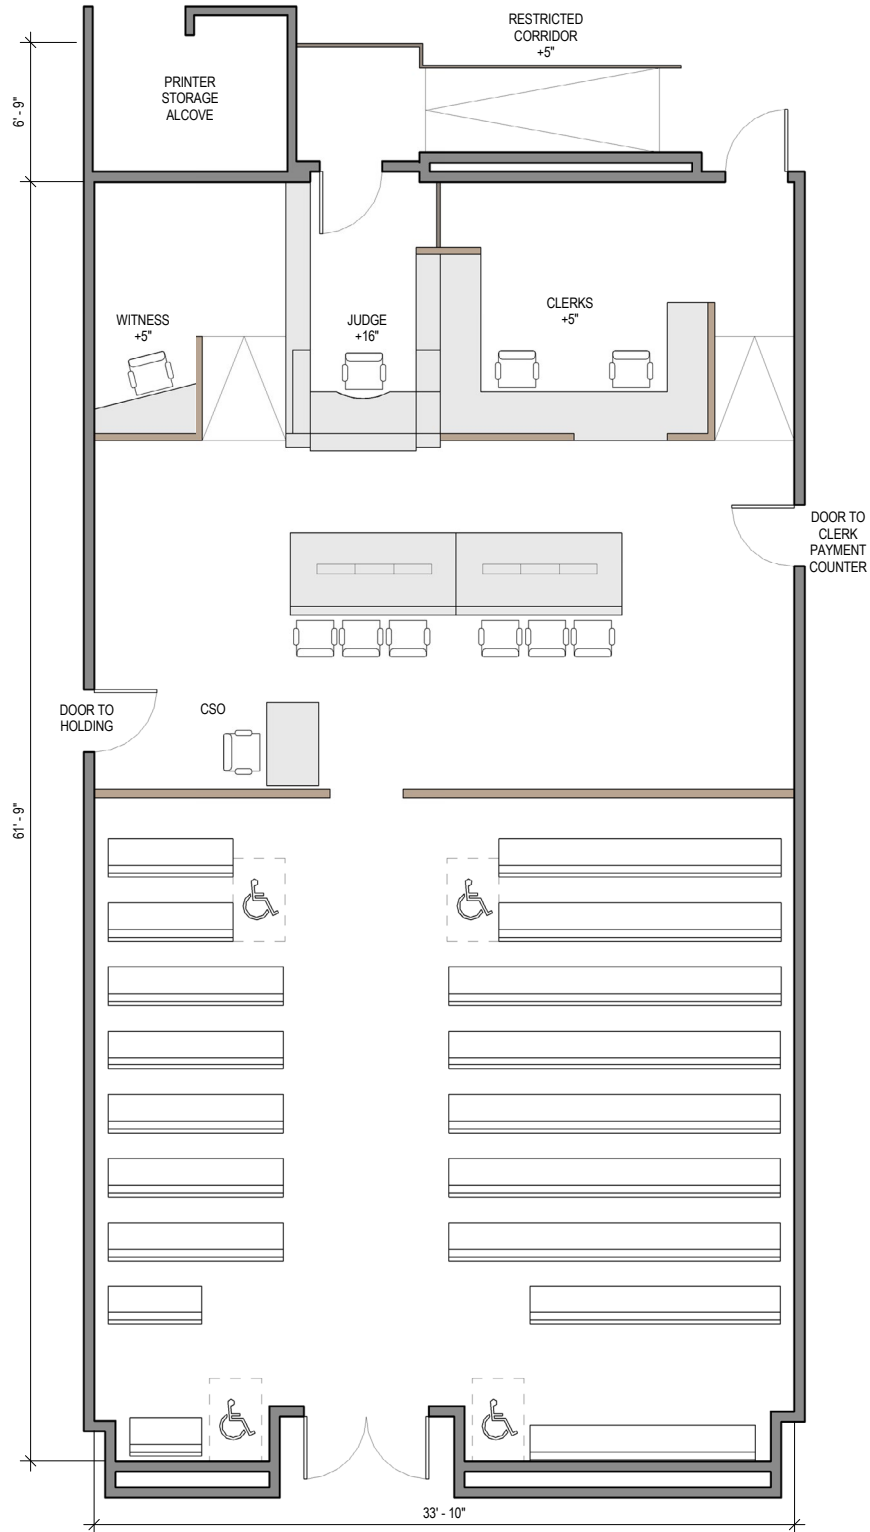 RESTRICTED
CORRIDOR
+5"
PRINTER
STORAGE
ALCOVE
6' - 9"
WITNESS
+5"
JUDGE
+16"
CLERKS
+5"
DOOR TO
CLERK
PAYMENT
COUNTER
DOOR TO
HOLDING
CSO
61' - 9"
33' - 10"